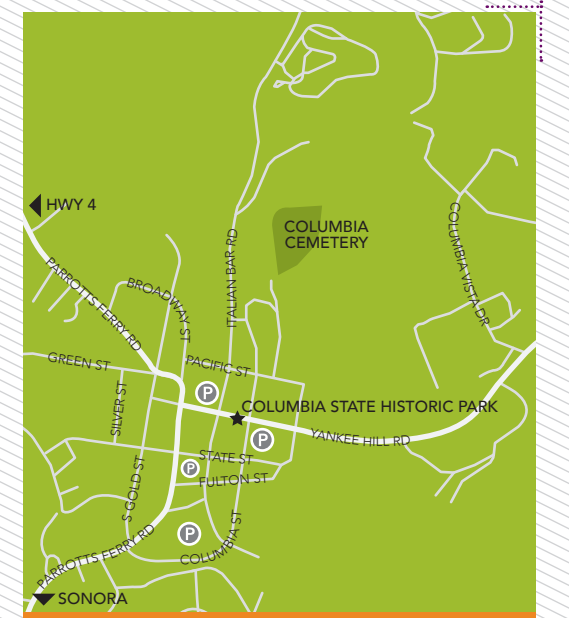 HWY 4
COLUMBIA
CEMETERY
COLUMBIA VISTA DR
ITALIAN BAR RD
PARROTTS FERRY RD
BROADWAY ST
GREEN ST
PACIFIC ST
SILVER ST
P
COLUMBIA STATE HISTORIC PARK
P
YANKEE HILL RD
STATE ST
P
FULTON ST
S GOLD ST
P
COLUMBIA ST
PARROTTS FERRY RD
SONORA